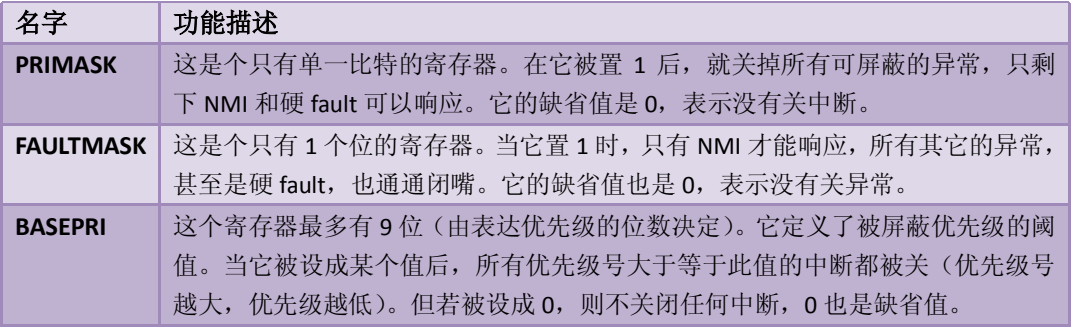 名字 功能描述
PRIMASK 这是个只有单一比特的寄存器。在它被置 1 后，就关掉所有可屏蔽的异常，只剩
下 NMI 和硬 fault 可以响应。它的缺省值是 0，表示没有关中断。
FAULTMASK 这是个只有 1 个位的寄存器。当它置 1 时，只有 NMI 才能响应，所有其它的异常，
甚至是硬 fault，也通通闭嘴。它的缺省值也是 0，表示没有关异常。
BASEPRI 这个寄存器最多有 9 位（由表达优先级的位数决定）。它定义了被屏蔽优先级的阈
值。当它被设成某个值后，所有优先级号大于等于此值的中断都被关（优先级号
越大，优先级越低）。但若被设成 0，则不关闭任何中断，0 也是缺省值。